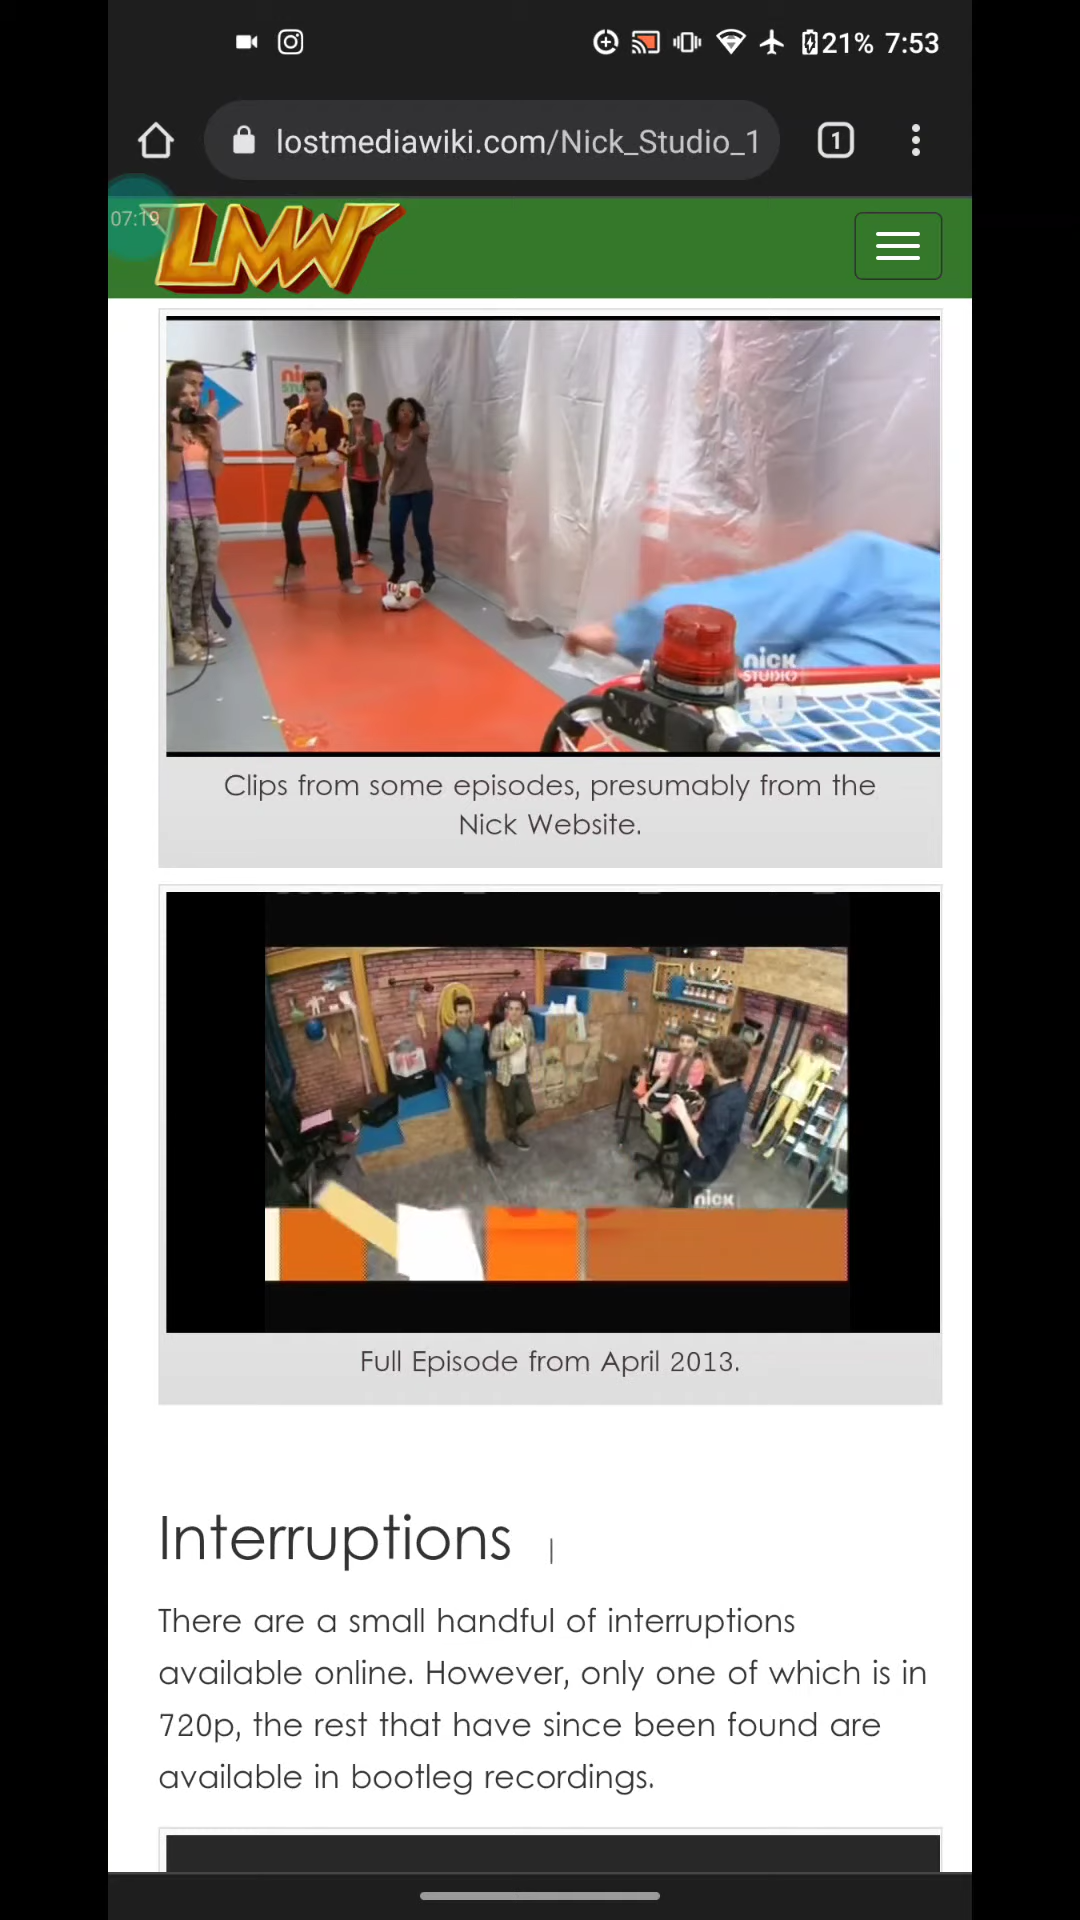 21% 7:53
lostmediawiki.com/Nick_Studio_1
1
07:19
LMW
nick
STUDIO
10
Clips from some episodes, presumably from the
Nick Website.
nick
Full Episode from April 2013.
Interruptions
There are a small handful of interruptions
available online. However, only one of which is in
720p, the rest that have since been found are
available in bootleg recordings.